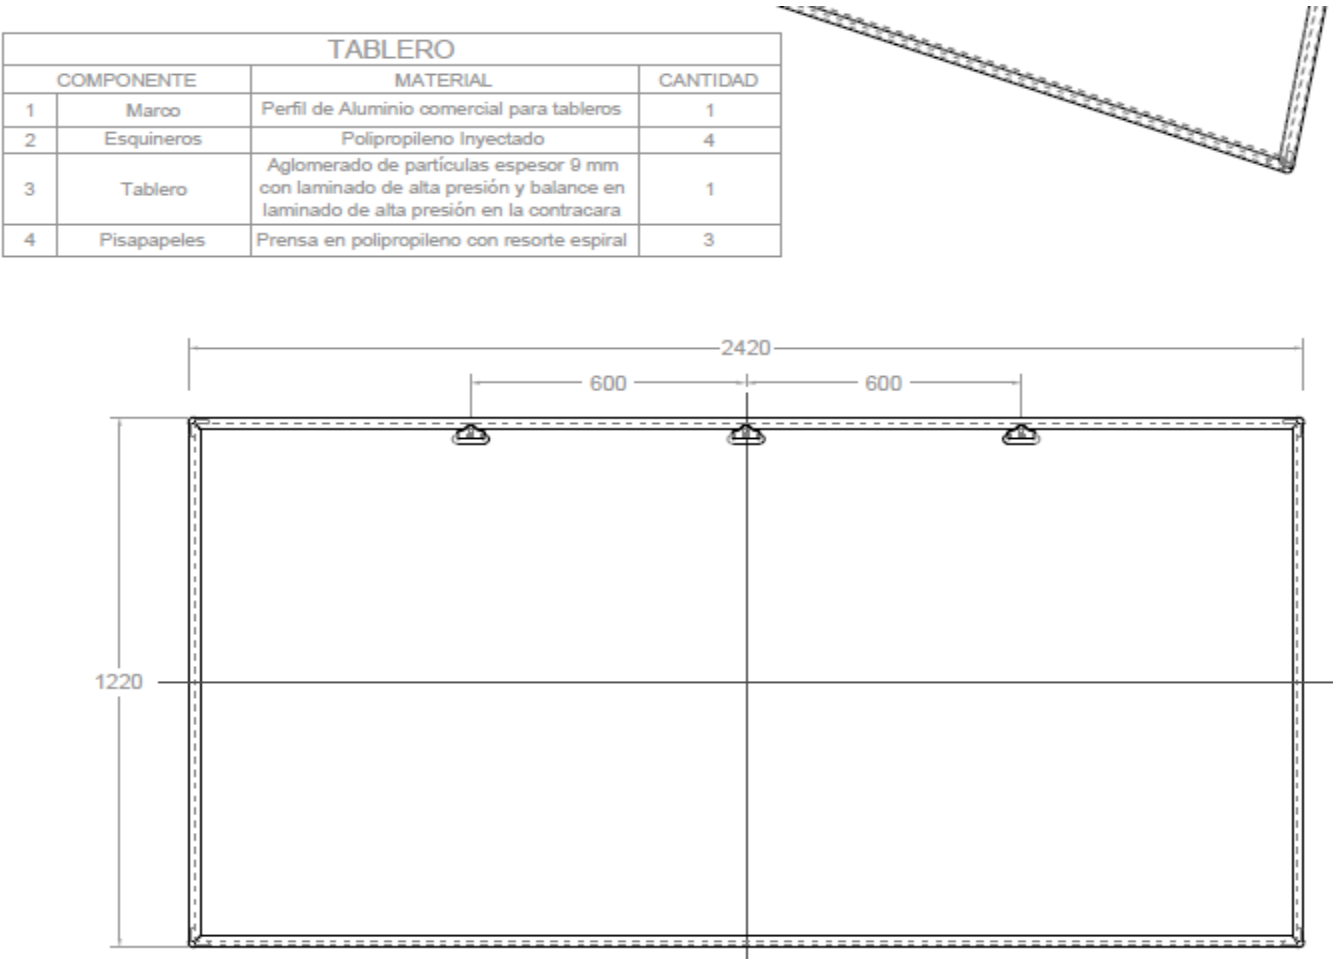 TABLERO
COMPONENTE MATERIAL CANTIDAD
1 Marco Perfil de Aluminio comercial para tableros 1
2 Esquineros Polipropileno Inyectado 4
3 Tablero Aglomerado de partículas espesor 9 mm
con laminado de alta presión y balance en
laminado de alta presión en la contracara 1
4 Pisapapeles Prensa en polipropileno con resorte espiral 3
2420
600 600
1220